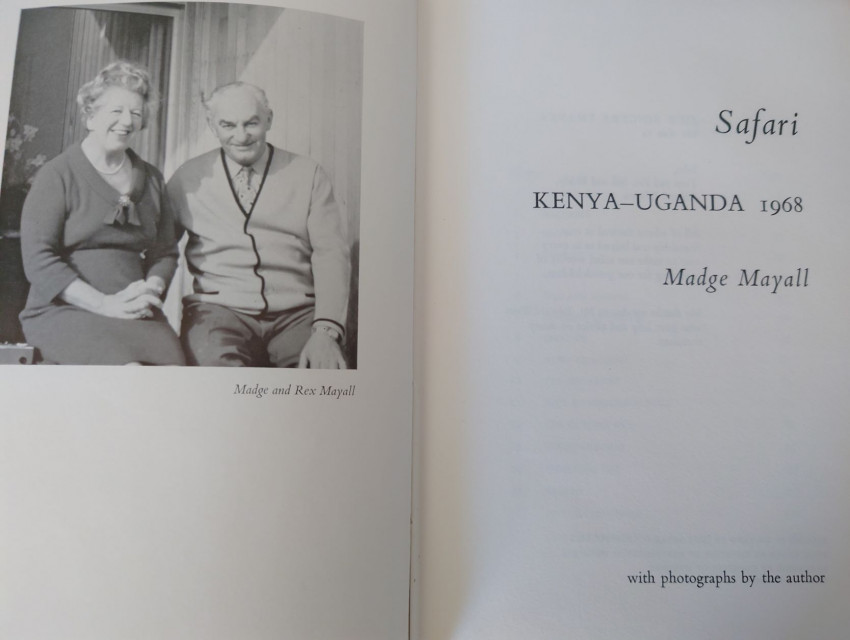 Madge and Rex Mayall
Safari
KENYA–UGANDA 1968
Madge Mayall
with photographs by the author